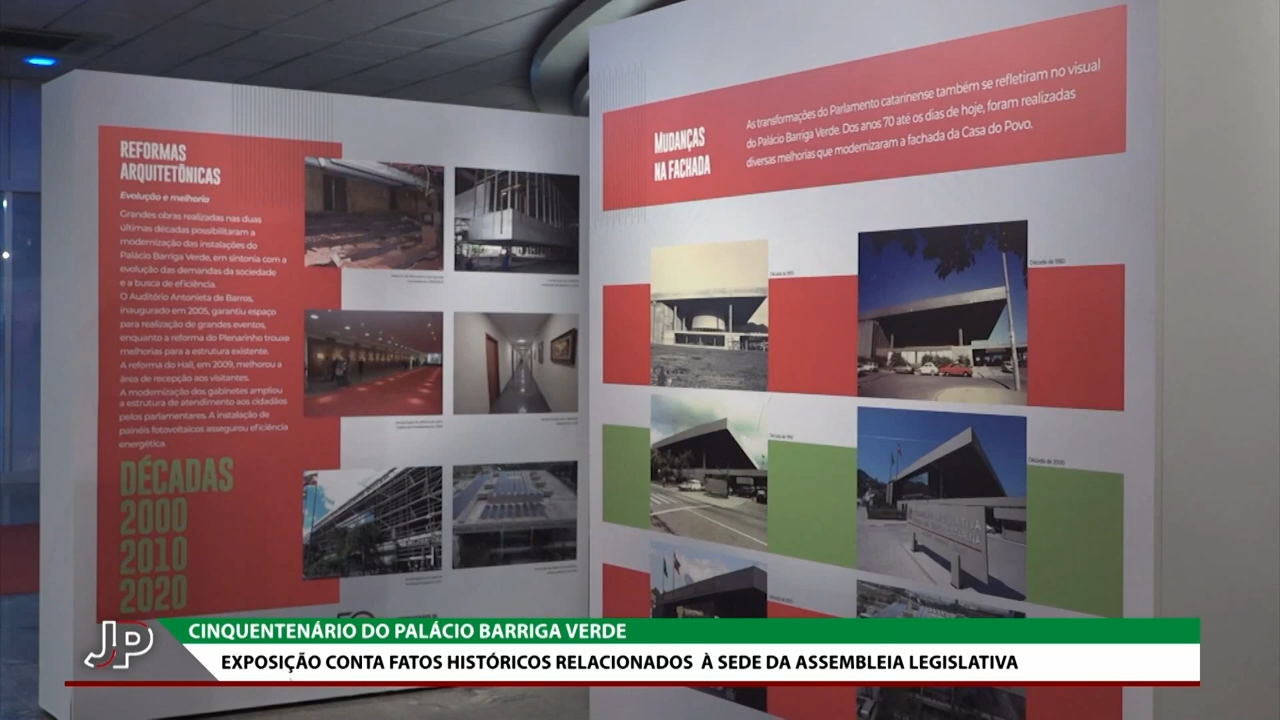 REFORMAS
ARQUITETÔNICAS
Evolução e melhoria
Grandes obras realizadas nas duas
últimas décadas possibilitaram a
modernização das instalações do
Palácio Barriga Verde, em sintonia com a
evolução das demandas da sociedade
e a busca de eficiência.
O Auditório Antonieta de Barros,
inaugurado em 2005, garantiu espaço
para realização de grandes eventos,
enquanto a reforma do Plenarinho trouxe
melhorias para a estrutura existente.
A reforma do Hall, em 2009, melhorou a
área de recepção aos visitantes.
A modernização dos gabinetes ampliou
a estrutura de atendimento aos cidadãos
pelos parlamentares. A instalação de
painéis fotovoltaicos assegurou eficiência
energética.
DÉCADAS
2000
2010
2020
MUDANÇAS
NA FACHADA
As transformações do Parlamento catarinense também se refletiram no visual
do Palácio Barriga Verde. Dos anos 70 até os dias de hoje, foram realizadas
diversas melhorias que modernizaram a fachada da Casa do Povo.
Década de 1980
Década de 2000
JP
CINQUENTENÁRIO DO PALÁCIO BARRIGA VERDE
EXPOSIÇÃO CONTA FATOS HISTÓRICOS RELACIONADOS À SEDE DA ASSEMBLEIA LEGISLATIVA